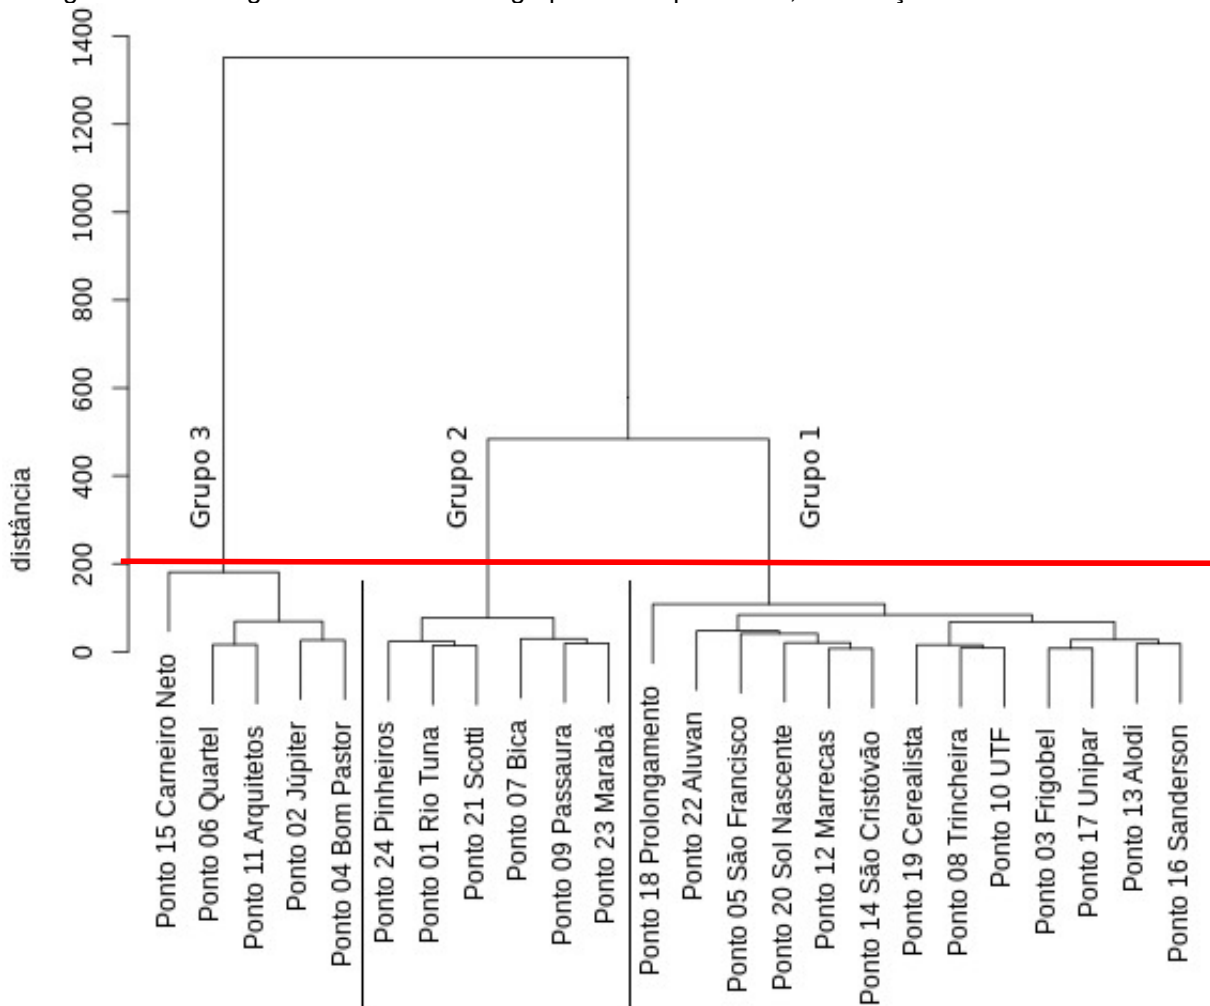 distância
1400
1200
1000
800
600
400
200
0
Grupo 3
Grupo 2
Grupo 1
Ponto 15 Carneiro Neto
Ponto 06 Quartel
Ponto 11 Arquitetos
Ponto 02 Júpiter
Ponto 04 Bom Pastor
Ponto 24 Pinheiros
Ponto 01 Rio Tuna
Ponto 21 Scotti
Ponto 07 Bica
Ponto 09 Passaura
Ponto 23 Marabá
Ponto 18 Prolongamento
Ponto 22 Aluvan
Ponto 05 São Francisco
Ponto 20 Sol Nascente
Ponto 12 Marrecas
Ponto 14 São Cristóvão
Ponto 19 Cerealista
Ponto 08 Trincheira
Ponto 10 UTF
Ponto 03 Frigobel
Ponto 17 Unipar
Ponto 13 Alodi
Ponto 16 Sanderson